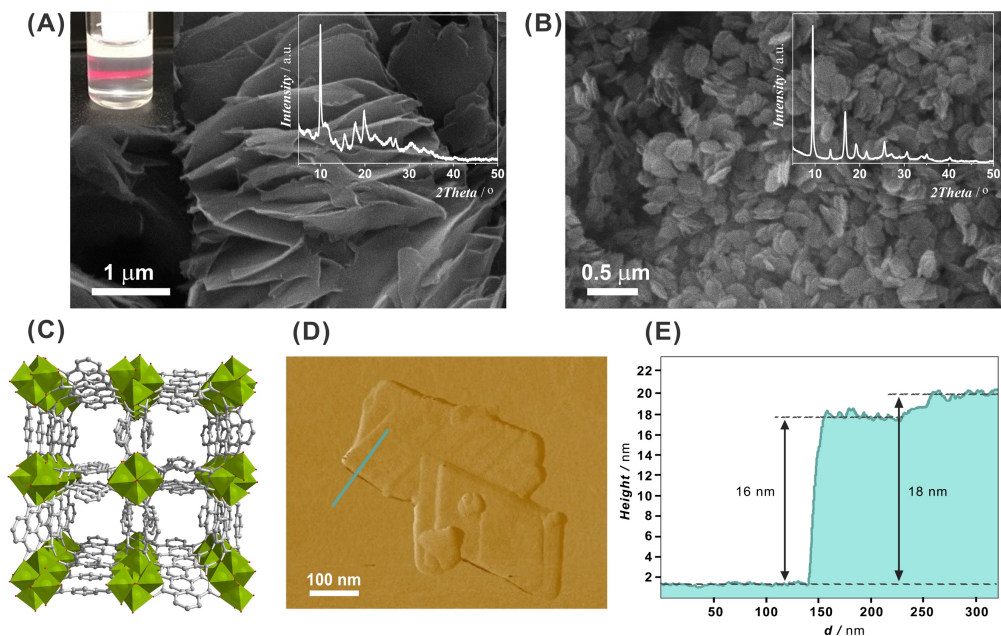 (A)
Intensity / a.u.
10 20 30 40 50
2Theta / o
1 μm
(B)
Intensity / a.u.
10 20 30 40 50
2Theta / o
0.5 μm
(C)
(D)
100 nm
(E)
Height / nm
22
20
18
16
14
12
10
8
6
4
2
16 nm
18 nm
50 100 150 200 250 300
d / nm